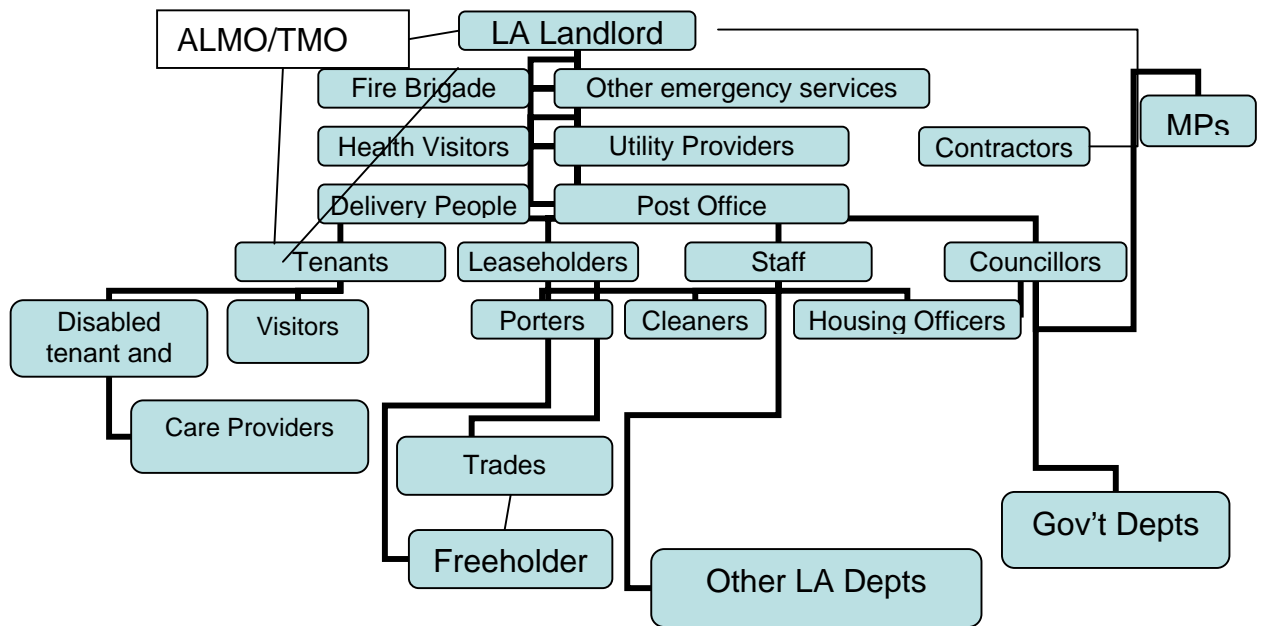 ALMO/TMO
LA Landlord
Fire Brigade
Other emergency services
MPs
Health Visitors
Utility Providers
Contractors
Delivery People
Post Office
Tenants
Leaseholders
Staff
Councillors
Disabled
tenant and
Visitors
Porters
Cleaners
Housing Officers
Care Providers
Trades
Gov't Depts
Freeholder
Other LA Depts